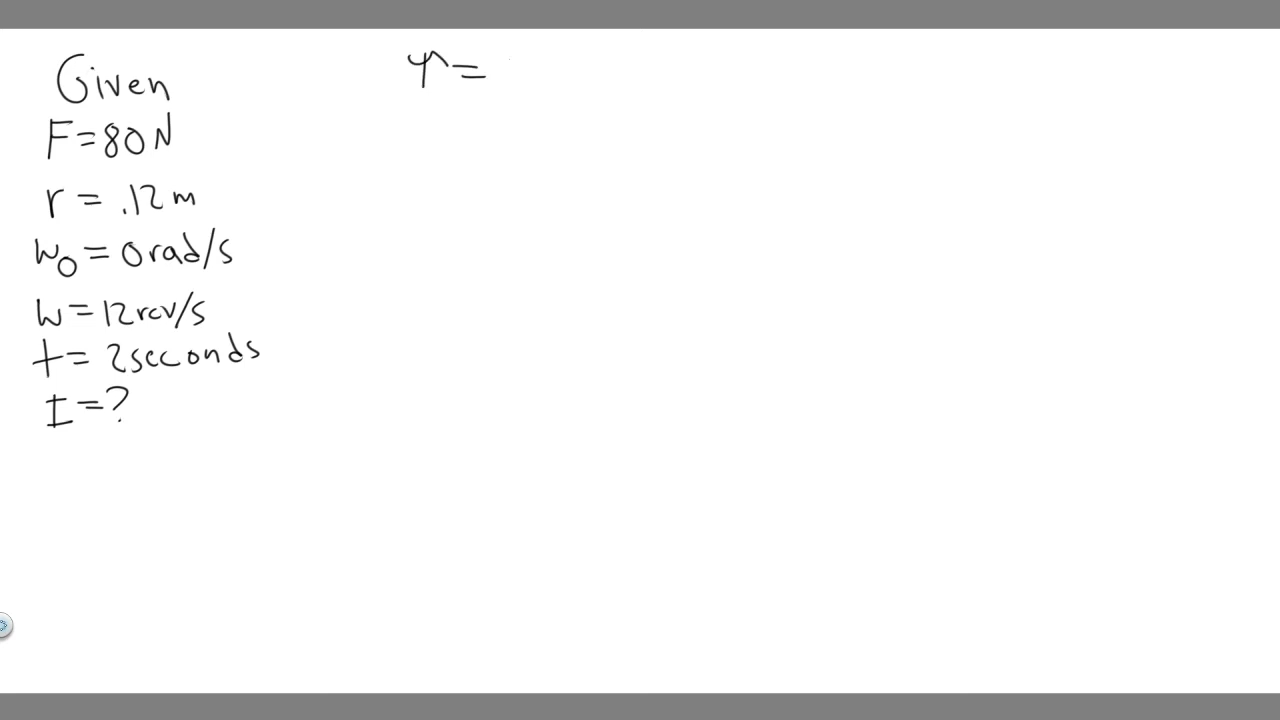 Given
F=80N
r = .12m
w₀ = 0rad/s
w=12rev/s
t= 2seconds
I=?
τ=